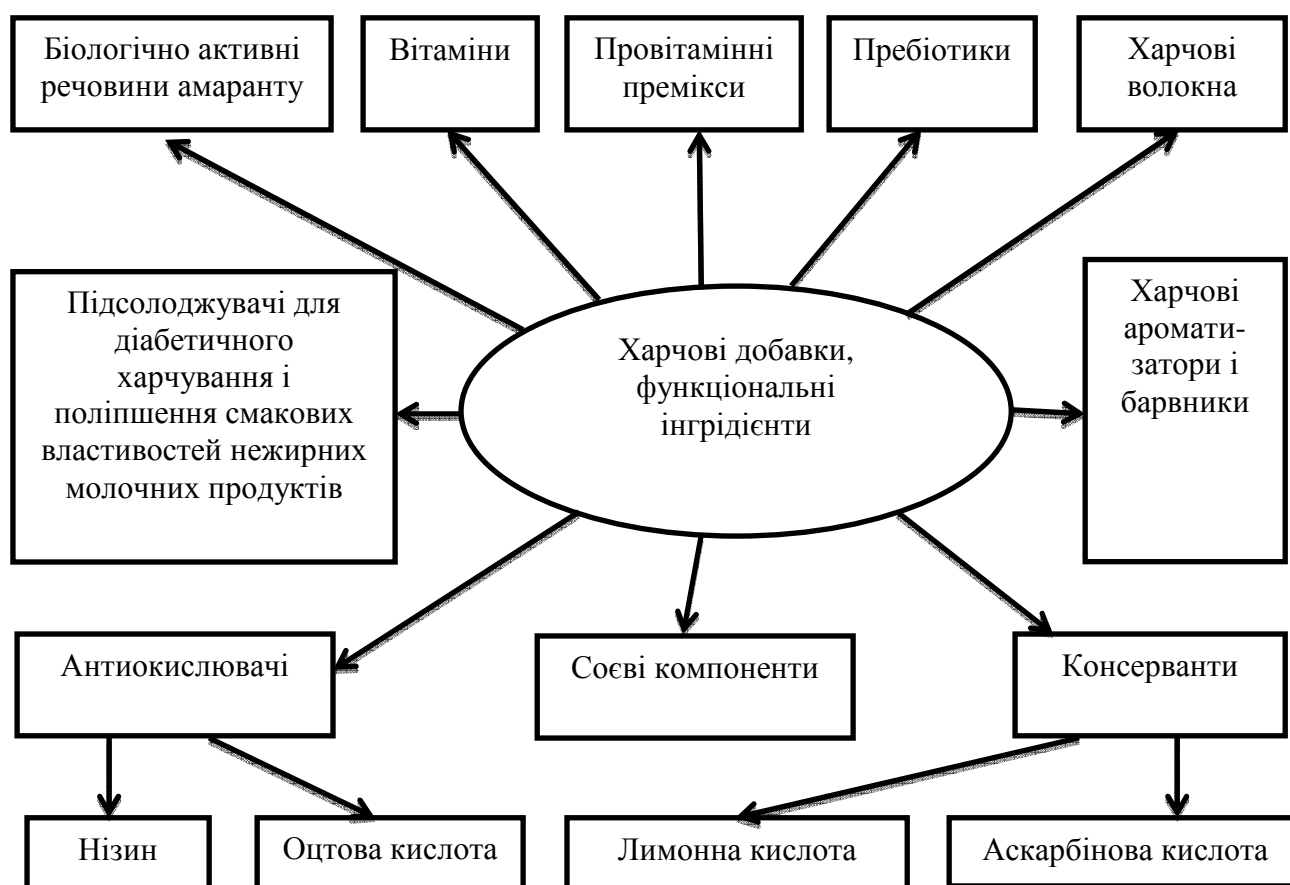 Біологічно активні
речовини амаранту
Вітаміни
Провітамінні
премікси
Пребіотики
Харчові
волокна
Підсолоджувачі для
діабетичного
харчування і
поліпшення смакових
властивостей нежирних
молочних продуктів
Харчові добавки,
функціональні
інгрідієнти
Харчові
аромати-
затори і
барвники
Антиокислювачі
Соєві компоненти
Консерванти
Нізин
Оцтова кислота
Лимонна кислота
Аскарбінова кислота